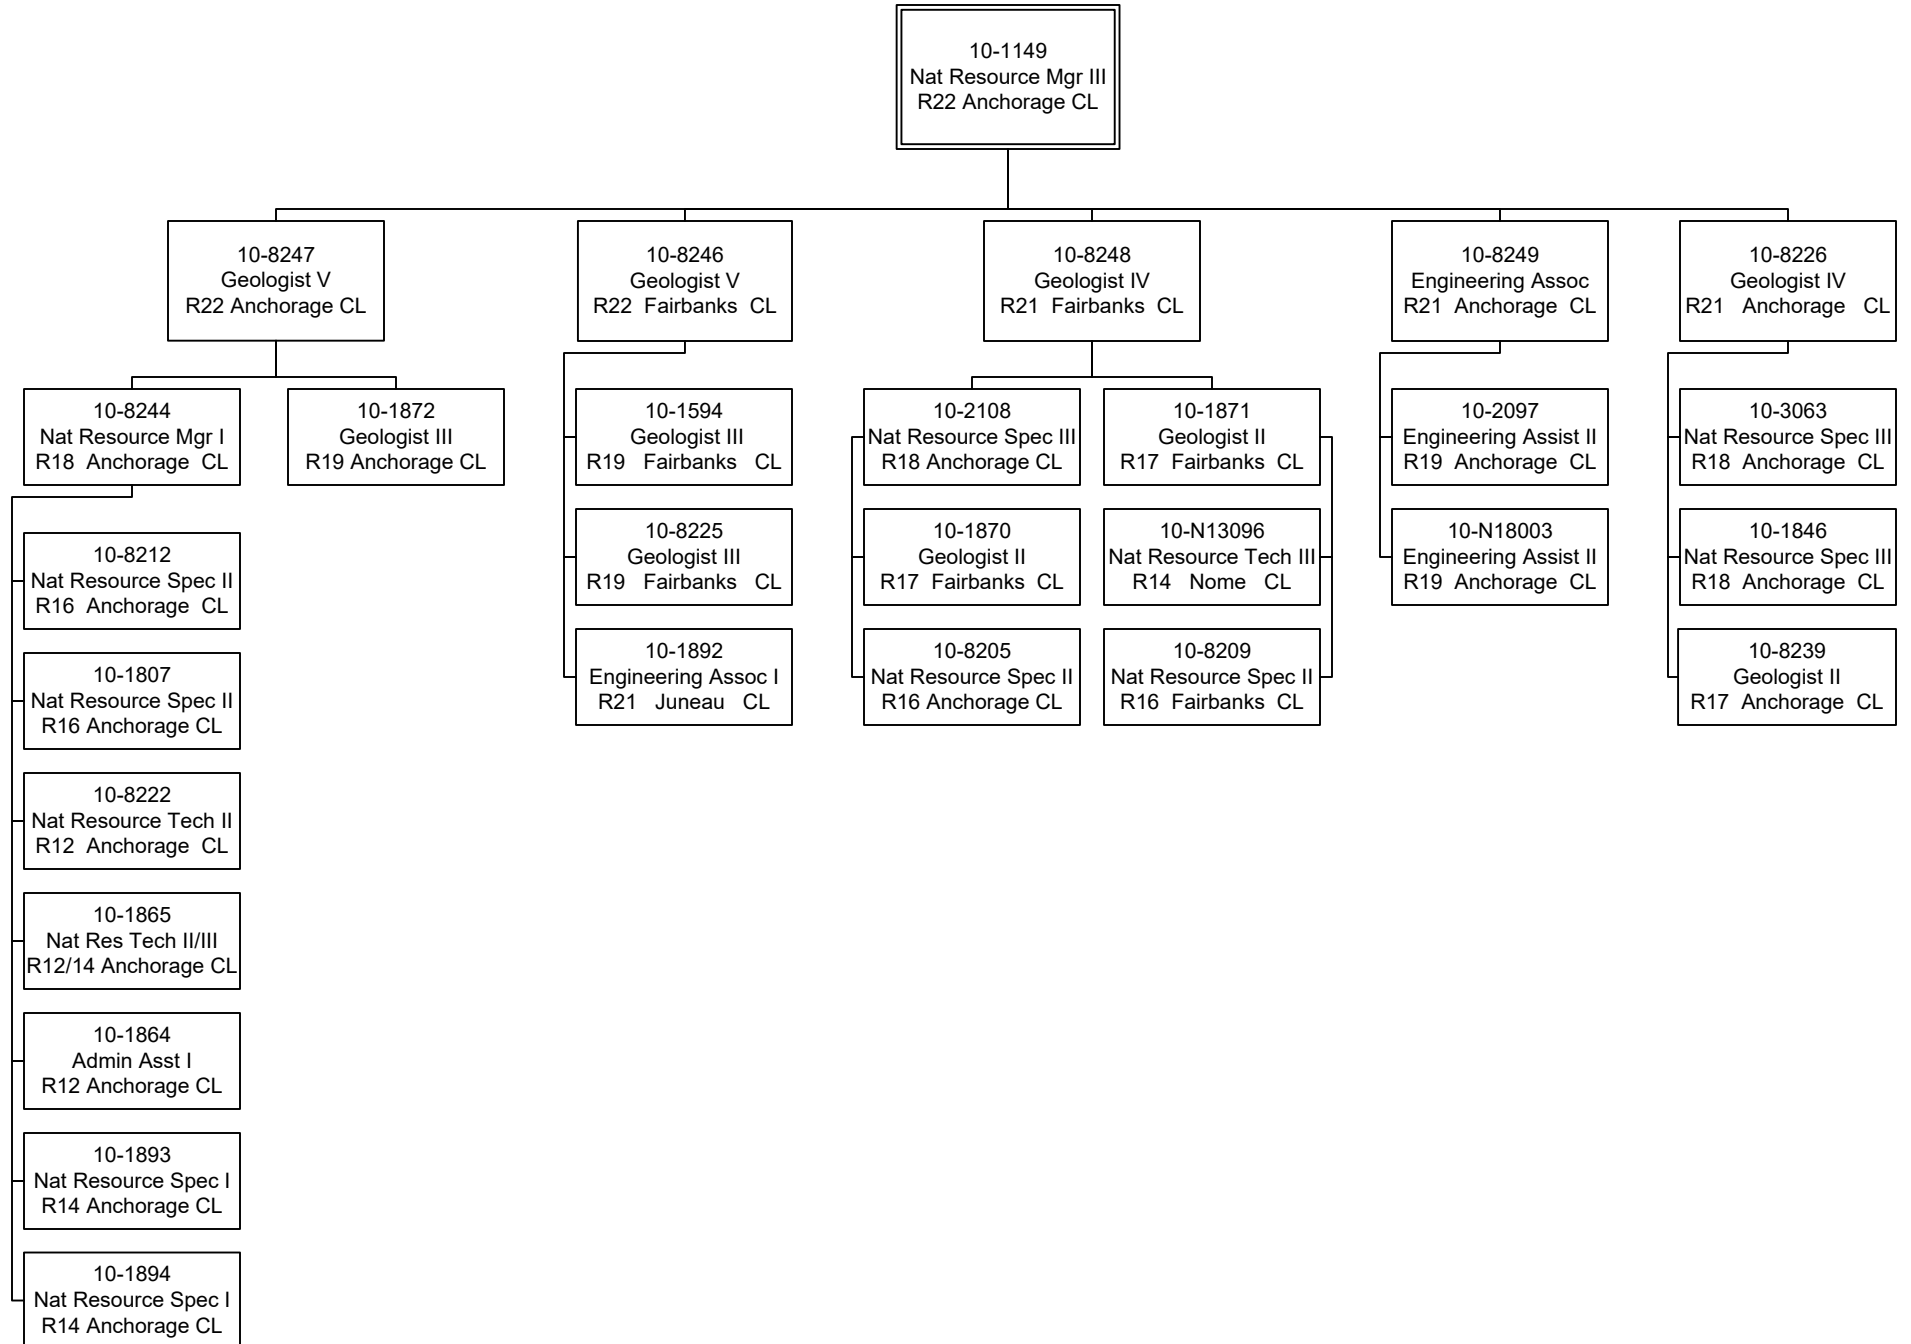 10-1149
Nat Resource Mgr III
R22 Anchorage CL
10-8247
Geologist V
R22 Anchorage CL
10-8246
Geologist V
R22 Fairbanks CL
10-8248
Geologist IV
R21 Fairbanks CL
10-8249
Engineering Assoc
R21 Anchorage CL
10-8226
Geologist IV
R21 Anchorage CL
10-8244
Nat Resource Mgr I
R18 Anchorage CL
10-1872
Geologist III
R19 Anchorage CL
10-1594
Geologist III
R19 Fairbanks CL
10-2108
Nat Resource Spec III
R18 Anchorage CL
10-1871
Geologist II
R17 Fairbanks CL
10-2097
Engineering Assist II
R19 Anchorage CL
10-3063
Nat Resource Spec III
R18 Anchorage CL
10-8212
Nat Resource Spec II
R16 Anchorage CL
10-8225
Geologist III
R19 Fairbanks CL
10-1870
Geologist II
R17 Fairbanks CL
10-N13096
Nat Resource Tech III
R14 Nome CL
10-N18003
Engineering Assist II
R19 Anchorage CL
10-1846
Nat Resource Spec III
R18 Anchorage CL
10-1807
Nat Resource Spec II
R16 Anchorage CL
10-1892
Engineering Assoc I
R21 Juneau CL
10-8205
Nat Resource Spec II
R16 Anchorage CL
10-8209
Nat Resource Spec II
R16 Fairbanks CL
10-8239
Geologist II
R17 Anchorage CL
10-8222
Nat Resource Tech II
R12 Anchorage CL
10-1865
Nat Res Tech II/III
R12/14 Anchorage CL
10-1864
Admin Asst I
R12 Anchorage CL
10-1893
Nat Resource Spec I
R14 Anchorage CL
10-1894
Nat Resource Spec I
R14 Anchorage CL